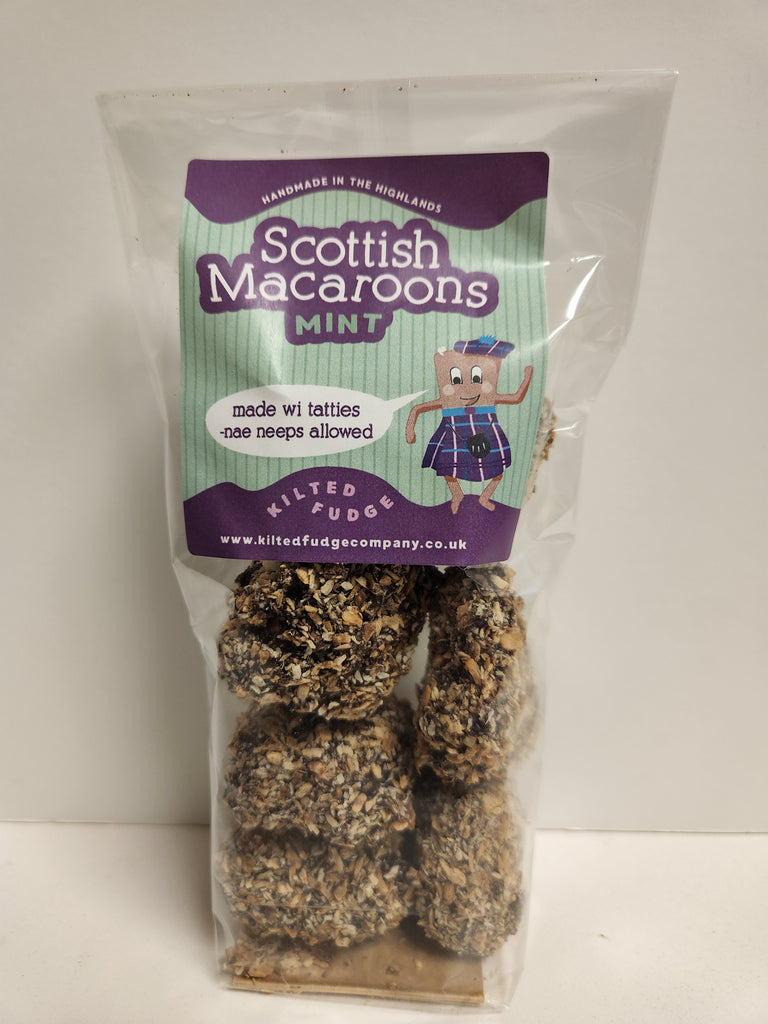 HANDMADE IN THE HIGHLANDS
Scottish
Macaroons
MINT
made wi tatties
-nae neeps allowed
KILTED
FUDGE
www.kiltedfudgecompany.co.uk